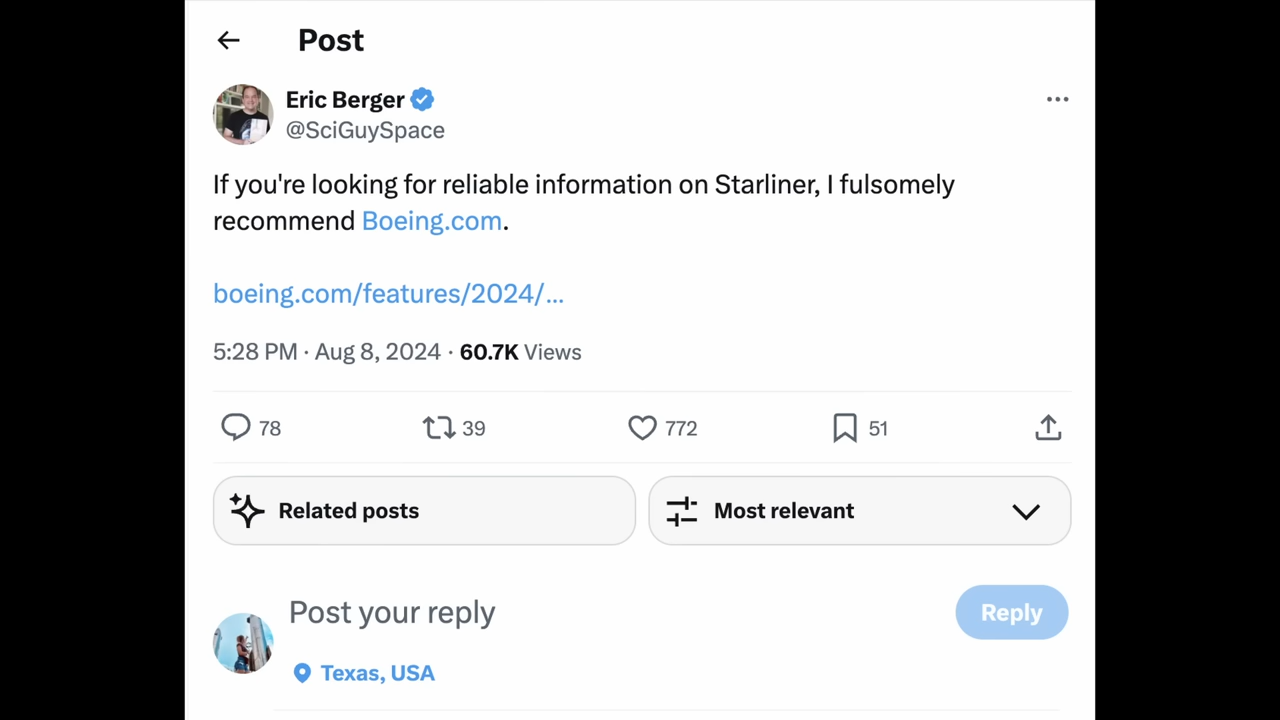 Post
Eric Berger
@SciGuySpace
If you're looking for reliable information on Starliner, I fulsomely
recommend Boeing.com.
boeing.com/features/2024/...
5:28 PM · Aug 8, 2024 · 60.7K Views
78 39 772 51
Related posts Most relevant
Post your reply Reply
Texas, USA